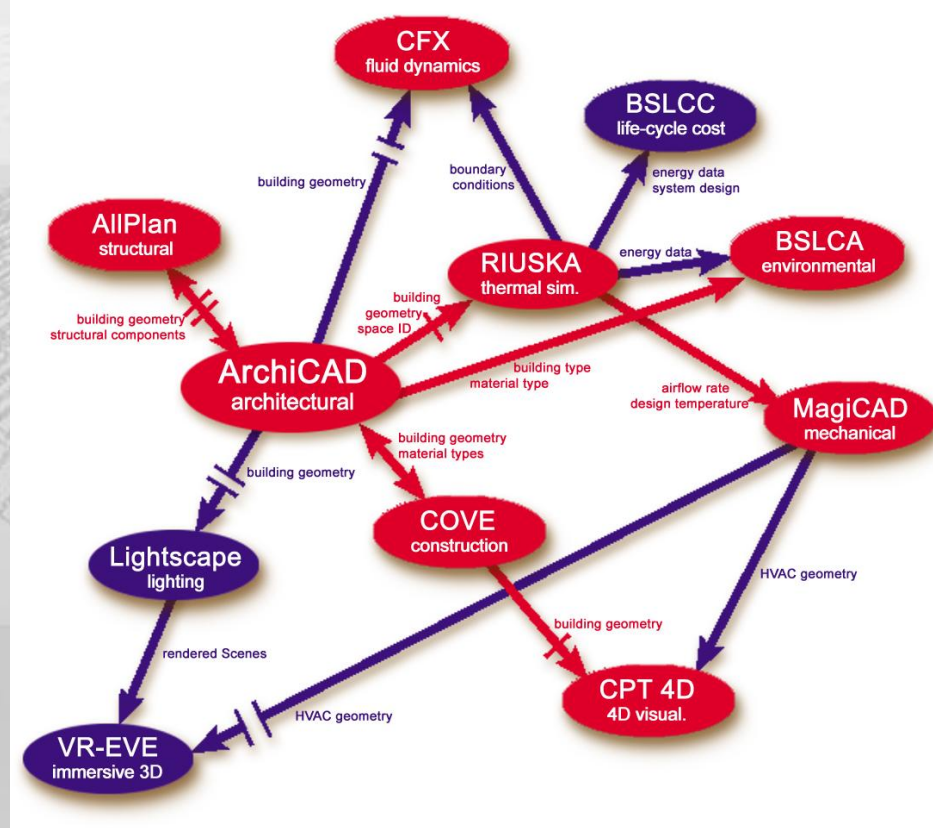 CFX
fluid dynamics
BSLCC
life-cycle cost
building geometry
boundary
conditions
energy data
system design
AllPlan
structural
RIUSKA
thermal sim.
energy data
BSLCA
environmental
building geometry
structural components
building
geometry
space ID
ArchiCAD
architectural
building type
material type
airflow rate
design temperature
MagiCAD
mechanical
building geometry
material types
building geometry
COVE
construction
Lightscape
lighting
HVAC geometry
building geometry
rendered Scenes
CPT 4D
4D visual.
HVAC geometry
VR-EVE
immersive 3D